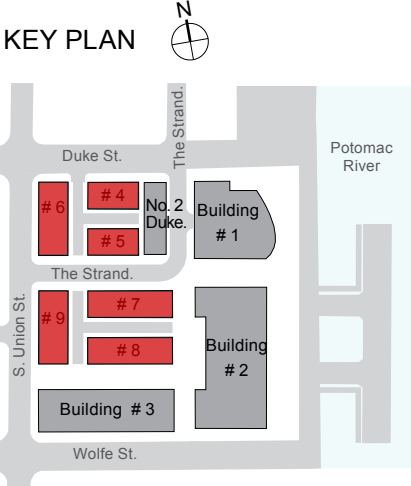 N
KEY PLAN
The Strand.
Duke St.
Potomac
River
# 6
# 4
No. 2
Duke.
Building
# 1
# 5
The Strand.
S. Union St.
# 9
# 7
# 8
Building
# 2
Building # 3
Wolfe St.